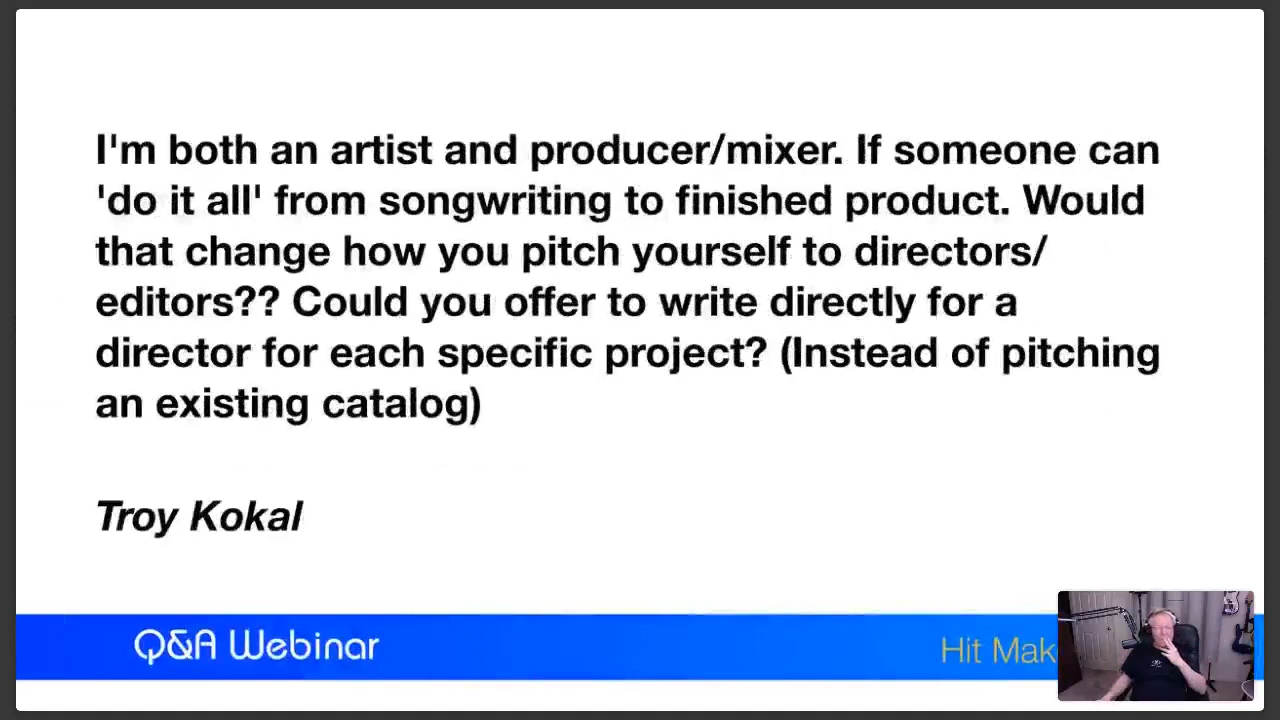 I'm both an artist and producer/mixer. If someone can
'do it all' from songwriting to finished product. Would
that change how you pitch yourself to directors/
editors?? Could you offer to write directly for a
director for each specific project? (Instead of pitching
an existing catalog)
Troy Kokal
Q&A Webinar
Hit Mak